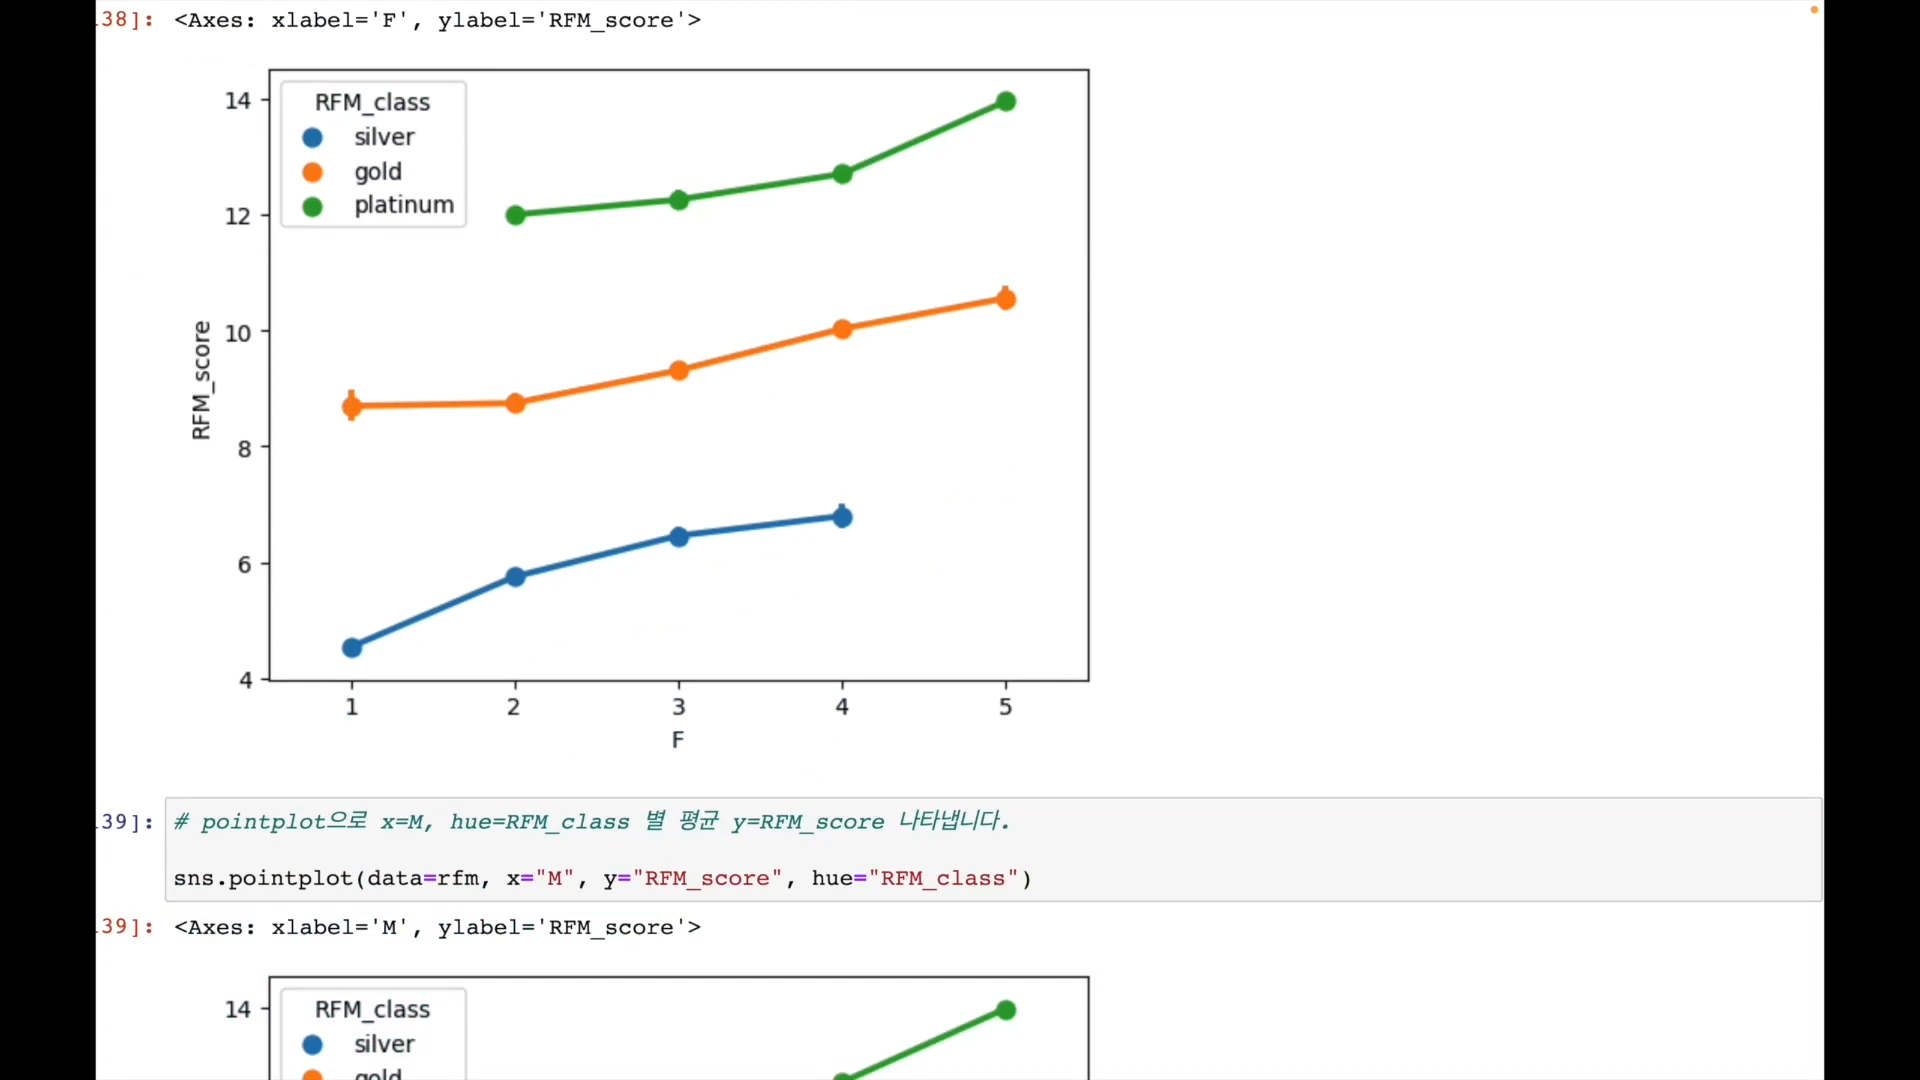 38]: <Axes: xlabel='F', ylabel='RFM_score'>
RFM_class
silver
gold
platinum
14
12
10
8
6
4
RFM_score
1 2 3 4 5
F
39]: # pointplot으로 x=M, hue=RFM_class 별 평균 y=RFM_score 나타냅니다.
sns.pointplot(data=rfm, x="M", y="RFM_score", hue="RFM_class")
39]: <Axes: xlabel='M', ylabel='RFM_score'>
14
RFM_class
silver
gold